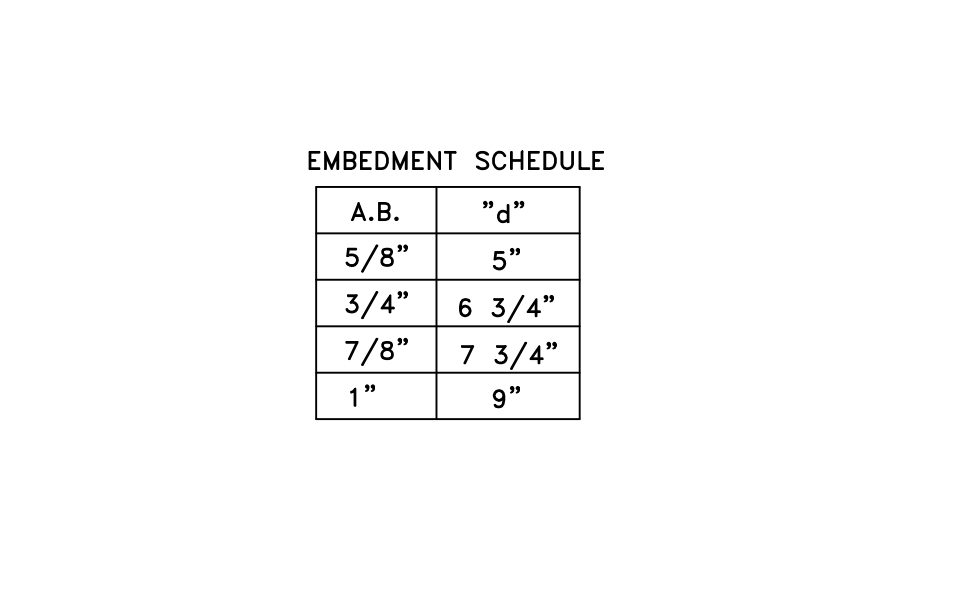 EMBEDMENT SCHEDULE
A.B. ”d”
5/8” 5”
3/4” 6 3/4”
7/8” 7 3/4”
1” 9”